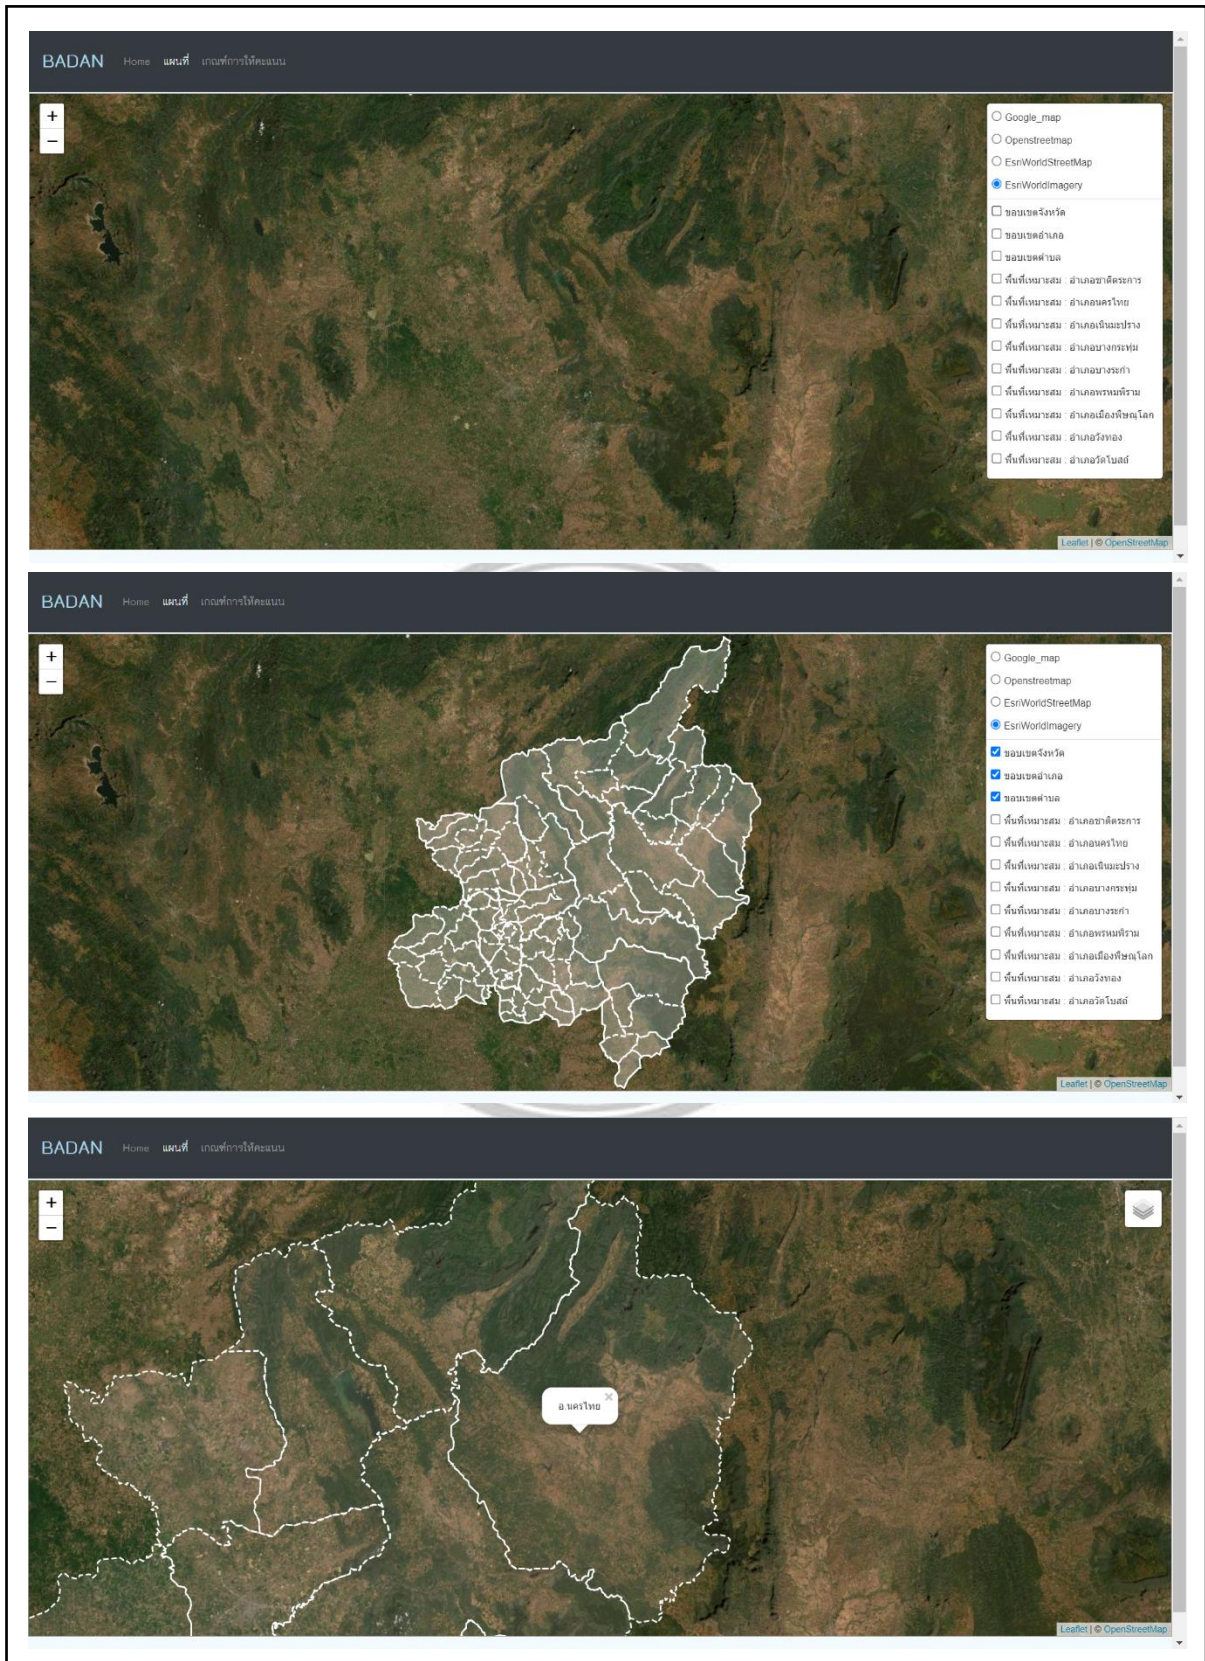 BADAN Home แผนที่ เกณฑ์การให้คะแนน
+
−
Google_map
Openstreetmap
EsriWorldStreetMap
EsriWorldImagery
ขอบเขตจังหวัด
ขอบเขตอำเภอ
ขอบเขตตำบล
พื้นที่เหมาะสม : อำเภอชาติตระการ
พื้นที่เหมาะสม : อำเภอนครไทย
พื้นที่เหมาะสม : อำเภอเนินมะปราง
พื้นที่เหมาะสม : อำเภอบางกระทุ่ม
พื้นที่เหมาะสม : อำเภอบางระกำ
พื้นที่เหมาะสม : อำเภอพรหมพิราม
พื้นที่เหมาะสม : อำเภอเมืองพิษณุโลก
พื้นที่เหมาะสม : อำเภอวังทอง
พื้นที่เหมาะสม : อำเภอวัดโบสถ์
Leaflet | © OpenStreetMap
BADAN Home แผนที่ เกณฑ์การให้คะแนน
+
−
Google_map
Openstreetmap
EsriWorldStreetMap
EsriWorldImagery
ขอบเขตจังหวัด
ขอบเขตอำเภอ
ขอบเขตตำบล
พื้นที่เหมาะสม : อำเภอชาติตระการ
พื้นที่เหมาะสม : อำเภอนครไทย
พื้นที่เหมาะสม : อำเภอเนินมะปราง
พื้นที่เหมาะสม : อำเภอบางกระทุ่ม
พื้นที่เหมาะสม : อำเภอบางระกำ
พื้นที่เหมาะสม : อำเภอพรหมพิราม
พื้นที่เหมาะสม : อำเภอเมืองพิษณุโลก
พื้นที่เหมาะสม : อำเภอวังทอง
พื้นที่เหมาะสม : อำเภอวัดโบสถ์
Leaflet | © OpenStreetMap
BADAN Home แผนที่ เกณฑ์การให้คะแนน
+
−
×
อ.นครไทย
Leaflet | © OpenStreetMap